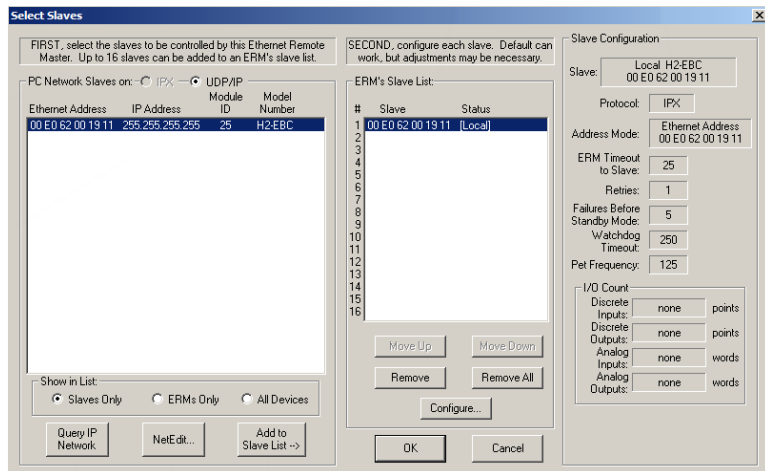 Select Slaves
FIRST, select the slaves to be controlled by this Ethernet Remote
Master. Up to 16 slaves can be added to an ERM's slave list.
PC Network Slaves on: IPX UDP/IP
Ethernet Address IP Address Module ID Model Number
00 E0 62 00 19 11 255.255.255.255 25 H2-EBC
Show in List:
Slaves Only ERMs Only All Devices
Query IP
Network
NetEdit...
Add to
Slave List -->
SECOND, configure each slave. Default can
work, but adjustments may be necessary.
ERM's Slave List:
# Slave Status
1 00 E0 62 00 19 11 [Local]
2
3
4
5
6
7
8
9
10
11
12
13
14
15
16
Move Up Move Down
Remove Remove All
Configure...
OK Cancel
Slave Configuration
Slave: Local H2-EBC
00 E0 62 00 19 11
Protocol: IPX
Address Mode: Ethernet Address
00 E0 62 00 19 11
ERM Timeout
to Slave: 25
Retries: 1
Failures Before
Standby Mode: 5
Watchdog
Timeout: 250
Pet Frequency: 125
I/O Count
Discrete
Inputs: none points
Discrete
Outputs: none points
Analog
Inputs: none words
Analog
Outputs: none words